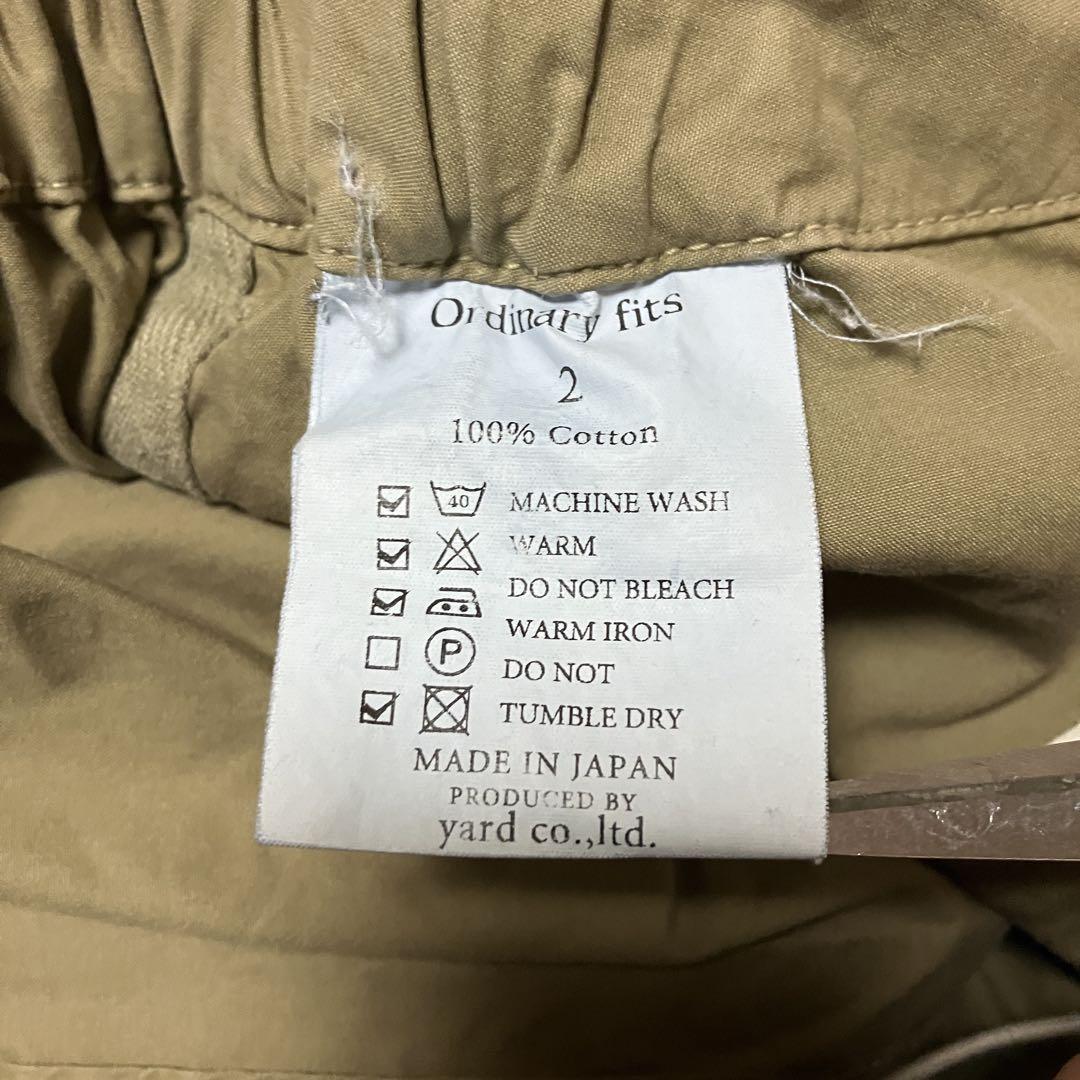 Ordinary fits
2
100% Cotton
40 MACHINE WASH
WARM
DO NOT BLEACH
WARM IRON
P DO NOT
TUMBLE DRY
MADE IN JAPAN
PRODUCED BY
yard co.,ltd.